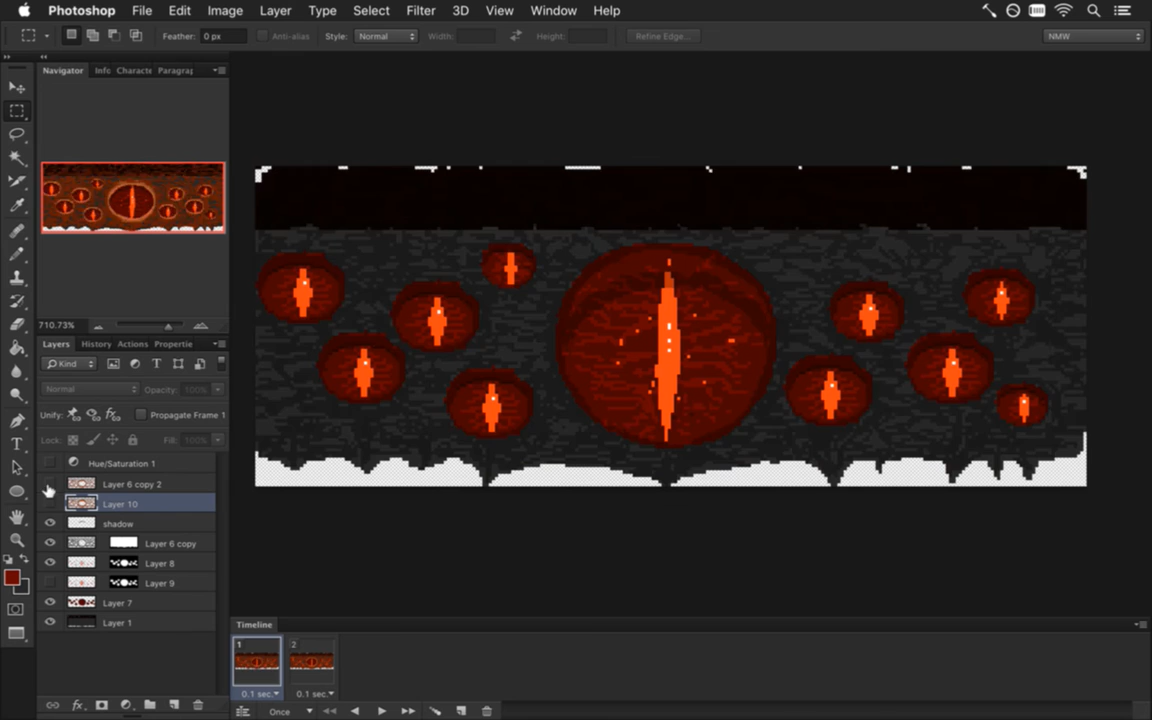 Photoshop File Edit Image Layer Type Select Filter 3D View Window Help
Feather: 0 px Anti-alias Style: Normal Width: Height: Refine Edge... NMW
Navigator Info Characte Paragrap
710.73%
Layers History Actions Propertie
Kind
Normal Opacity: 100%
Unify: Propagate Frame 1
Lock: Fill: 100%
Hue/Saturation 1
Layer 6 copy 2
Layer 10
shadow
Layer 6 copy
Layer 8
Layer 9
Layer 7
Layer 1
Timeline
1 2
0.1 sec. 0.1 sec.
Once